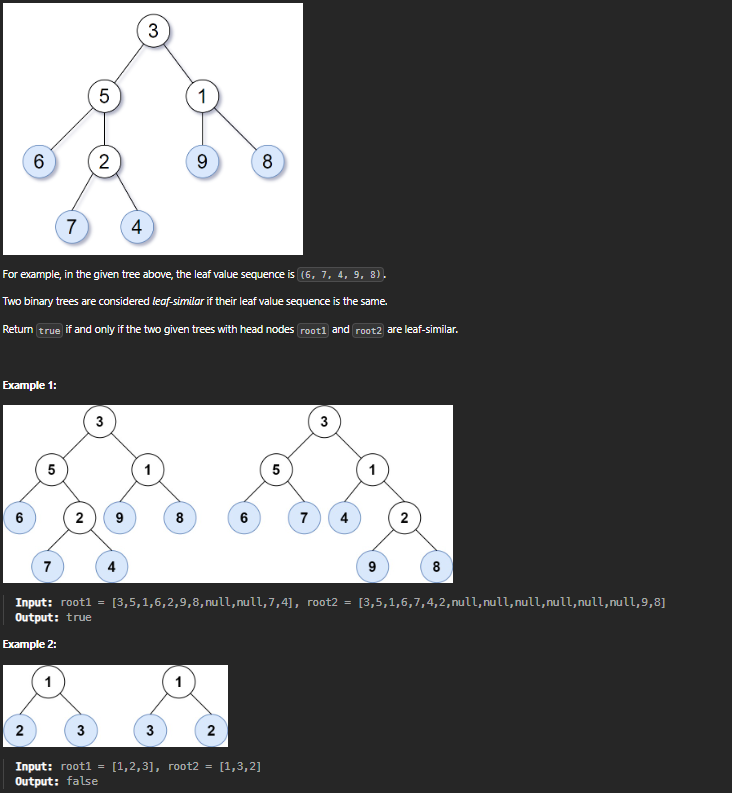 3
5 1
6 2 9 8
7 4
For example, in the given tree above, the leaf value sequence is (6, 7, 4, 9, 8).
Two binary trees are considered leaf-similar if their leaf value sequence is the same.
Return true if and only if the two given trees with head nodes root1 and root2 are leaf-similar.
Example 1:
3 3
5 1 5 1
6 2 9 8 6 7 4 2
7 4 9 8
Input: root1 = [3,5,1,6,2,9,8,null,null,7,4], root2 = [3,5,1,6,7,4,2,null,null,null,null,null,null,9,8]
Output: true
Example 2:
1 1
2 3 3 2
Input: root1 = [1,2,3], root2 = [1,3,2]
Output: false